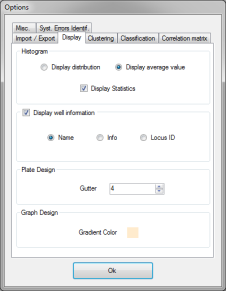 Options
Misc. Syst. Errors Identif.
Import / Export Display Clustering Classification Correlation matrix
Histogram
Display distribution Display average value
Display Statistics
Display well information
Name Info Locus ID
Plate Design
Gutter 4
Graph Design
Gradient Color
Ok